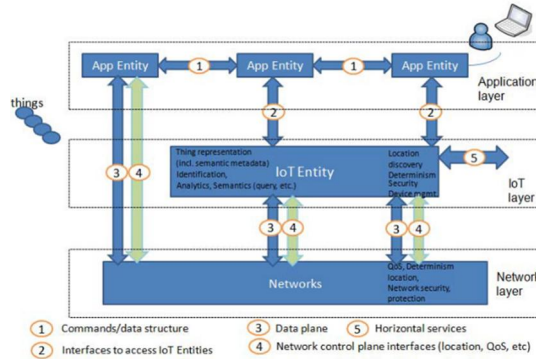 App Entity
1
App Entity
1
App Entity
Application
layer
things
2
2
Thing representation
(Incl. semantic metadata)
Identification,
Analytics, Semantics (query, etc.)
IoT Entity
Location
discovery
Determinism
Security
Device mgmt.
5
IoT
layer
3
4
3
4
3
4
Networks
QoS, Determinism
location,
Network security,
protection
Network
layer
1 Commands/data structure
3 Data plane
5 Horizontal services
2 Interfaces to access IoT Entities
4 Network control plane interfaces (location, QoS, etc)